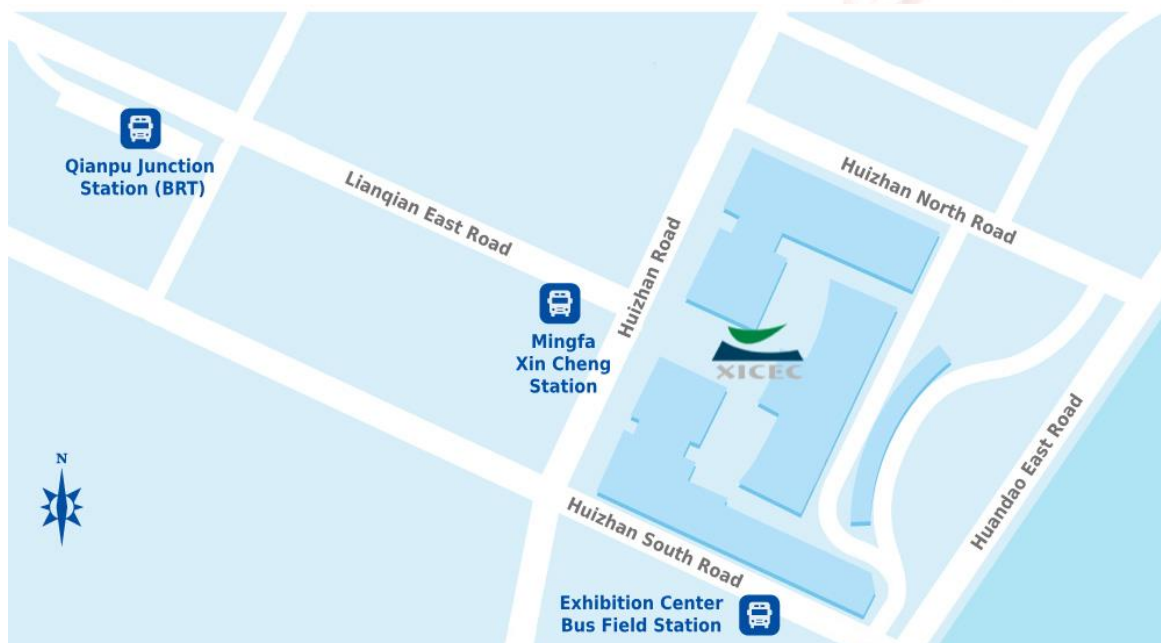 Qianpu Junction
Station (BRT)
Lianqian East Road
Huizhan North Road
Huizhan Road
Mingfa
Xin Cheng
Station
XICEC
Huandao East Road
N
Huizhan South Road
Exhibition Center
Bus Field Station